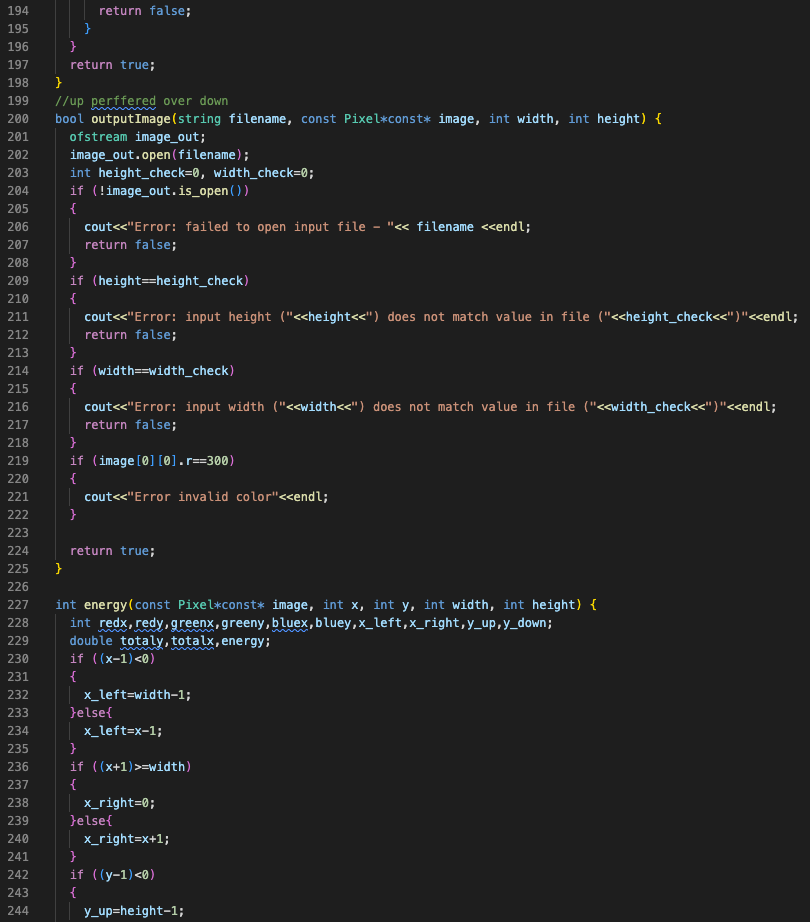 194 return false;
195 }
196 }
197 return true;
198 }
199 //up perffered over down
200 bool outputImage(string filename, const Pixel*const* image, int width, int height) {
201 ofstream image_out;
202 image_out.open(filename);
203 int height_check=0, width_check=0;
204 if (!image_out.is_open())
205 {
206 cout<<"Error: failed to open input file - "<< filename <<endl;
207 return false;
208 }
209 if (height==height_check)
210 {
211 cout<<"Error: input height ("<<height<<") does not match value in file ("<<height_check<<")"<<endl;
212 return false;
213 }
214 if (width==width_check)
215 {
216 cout<<"Error: input width ("<<width<<") does not match value in file ("<<width_check<<")"<<endl;
217 return false;
218 }
219 if (image[0][0].r==300)
220 {
221 cout<<"Error invalid color"<<endl;
222 }
223
224 return true;
225 }
226
227 int energy(const Pixel*const* image, int x, int y, int width, int height) {
228 int redx,redy,greenx,greeny,bluex,bluey,x_left,x_right,y_up,y_down;
229 double totaly,totalx,energy;
230 if ((x-1)<0)
231 {
232 x_left=width-1;
233 }else{
234 x_left=x-1;
235 }
236 if ((x+1)>=width)
237 {
238 x_right=0;
239 }else{
240 x_right=x+1;
241 }
242 if ((y-1)<0)
243 {
244 y_up=height-1;